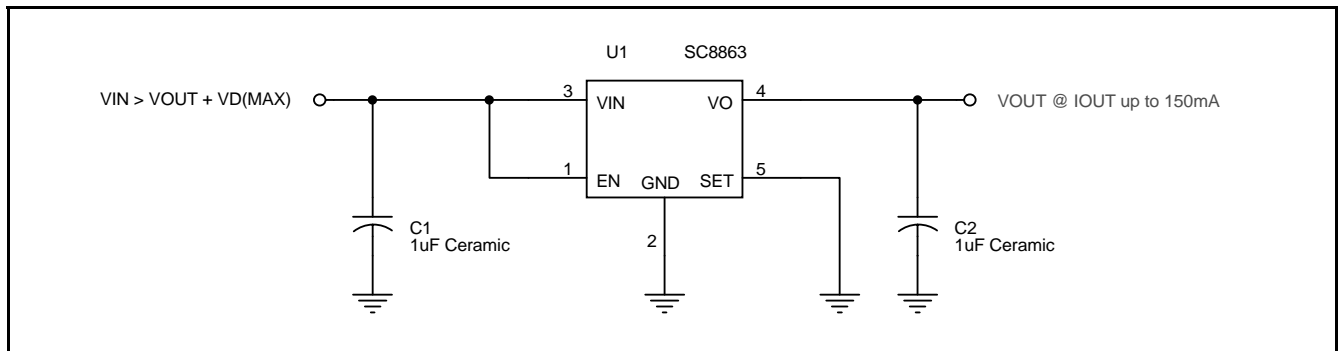 U1 SC8863
VIN > VOUT + VD(MAX)
3 VIN VO 4
VOUT @ IOUT up to 150mA
1 EN GND SET 5
2
C1
1uF Ceramic
C2
1uF Ceramic